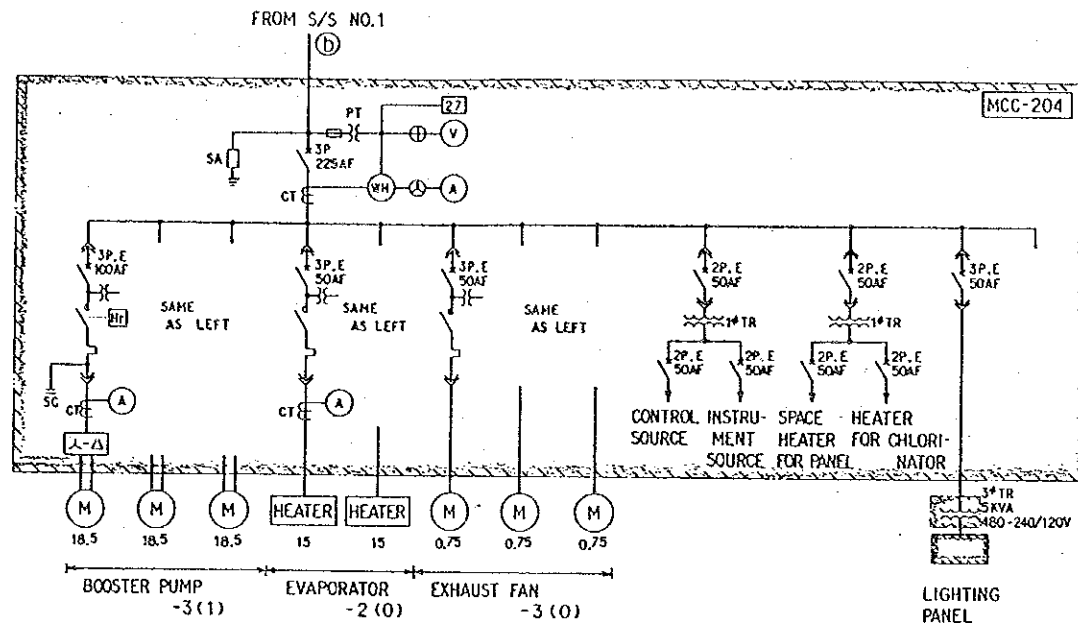 FROM S/S NO.1
b
MCC-204
27
PT
V
SA
3P
225AF
CT
WH
A
3P.E
100AF
3P.E
50AF
3P.E
50AF
2P.E
50AF
2P.E
50AF
3P.E
50AF
Hr
SAME
AS LEFT
SAME
AS LEFT
SAME
AS LEFT
1φTR
1φTR
2P.E
50AF
2P.E
50AF
2P.E
50AF
2P.E
50AF
SG
CT
A
CT
A
CONTROL
SOURCE
INSTRU-
MENT
SOURCE
SPACE
HEATER
FOR PANEL
HEATER
FOR CHLORI-
NATOR
M
M
M
HEATER
HEATER
M
M
M
18.5
18.5
18.5
15
15
0.75
0.75
0.75
3φTR
5KVA
480-240/120V
BOOSTER PUMP
-3(1)
EVAPORATOR
-2(0)
EXHAUST FAN
-3(0)
LIGHTING
PANEL